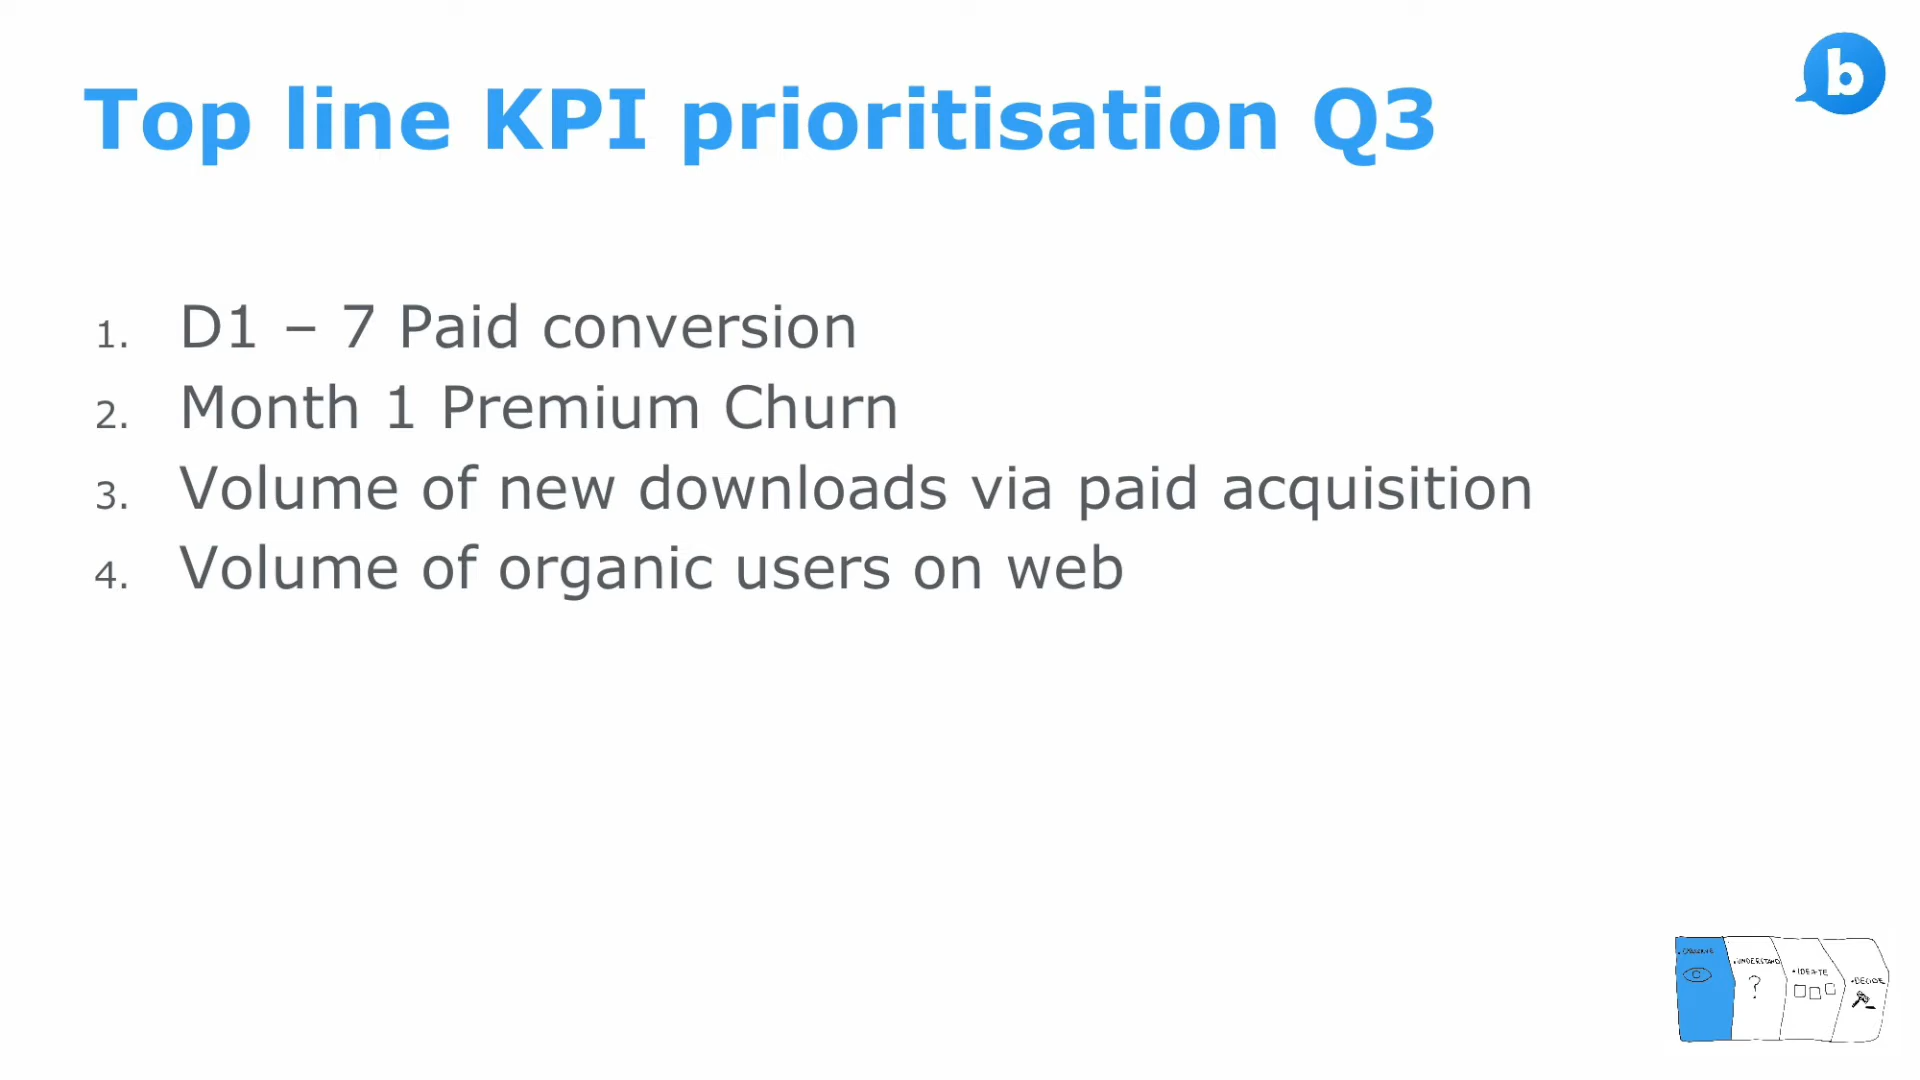 Top line KPI prioritisation Q3
b
1. D1 – 7 Paid conversion
2. Month 1 Premium Churn
3. Volume of new downloads via paid acquisition
4. Volume of organic users on web
•UNDERSTAND
?
•IDEATE
•DECIDE